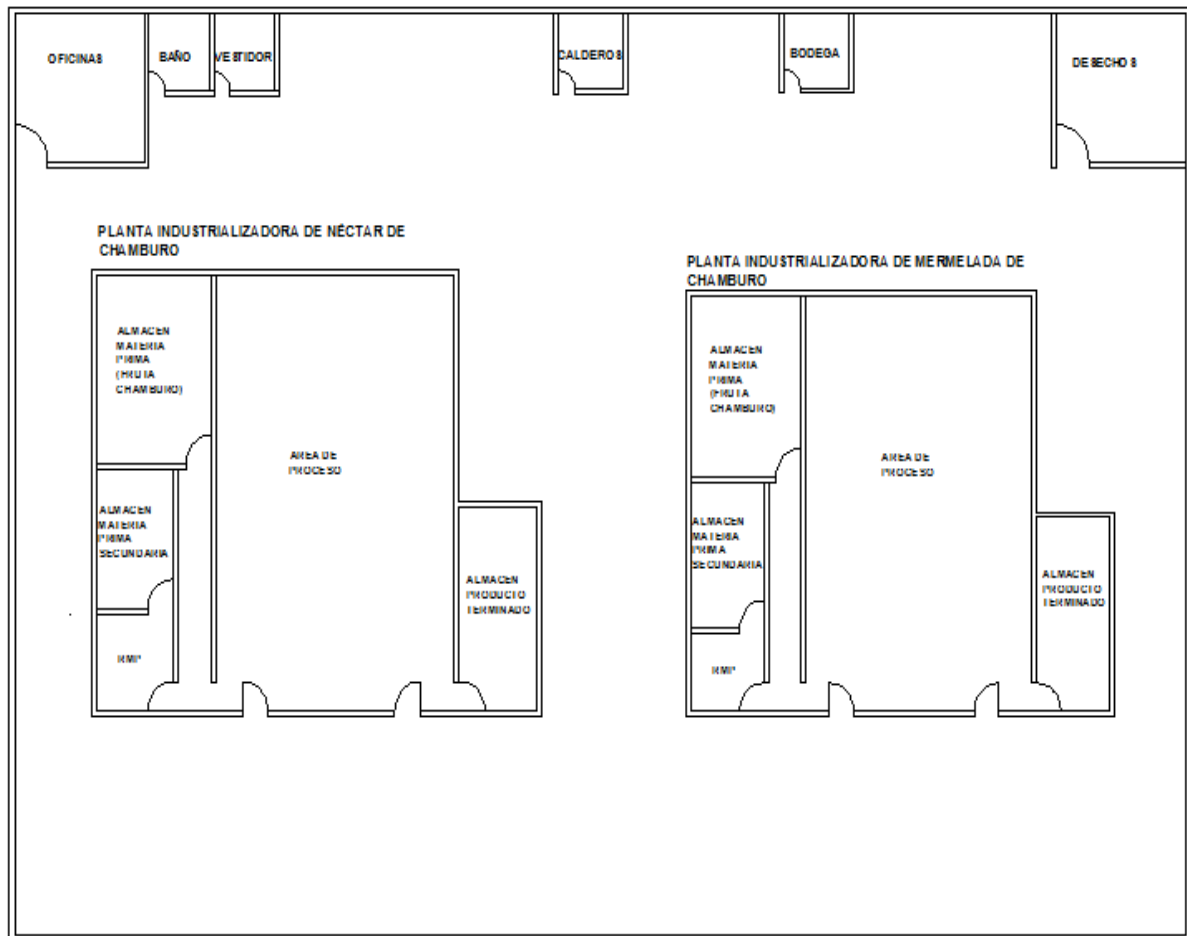 OFICINAS
BAÑO
VESTIDOR
CALDEROS
BODEGA
DESECHOS
PLANTA INDUSTRIALIZADORA DE NÉCTAR DE
CHAMBURO
ALMACEN
MATERIA
PRIMA
(FRUTA
CHAMBURO)
AREA DE
PROCESO
ALMACEN
MATERIA
PRIMA
SECUNDARIA
RMP
ALMACEN
PRODUCTO
TERMINADO
PLANTA INDUSTRIALIZADORA DE MERMELADA DE
CHAMBURO
ALMACEN
MATERIA
PRIMA
(FRUTA
CHAMBURO)
AREA DE
PROCESO
ALMACEN
MATERIA
PRIMA
SECUNDARIA
RMP
ALMACEN
PRODUCTO
TERMINADO